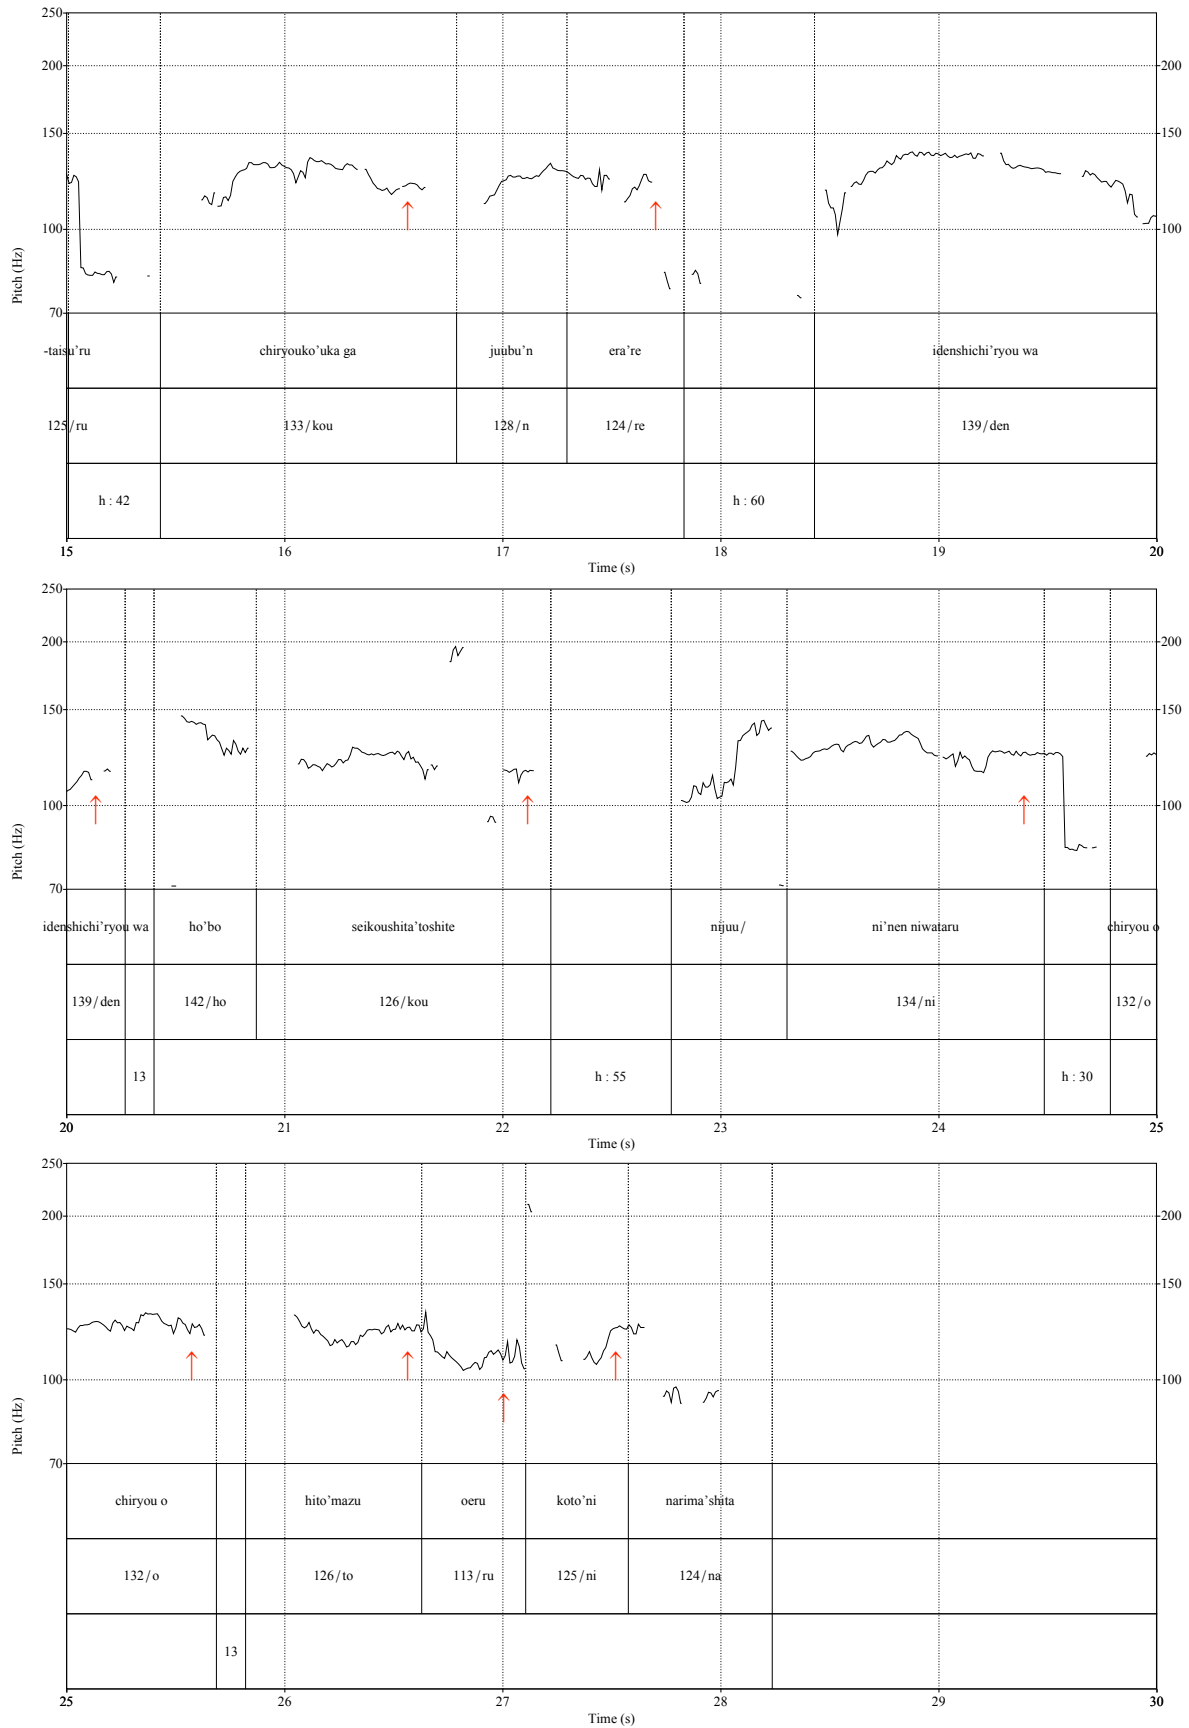 250
200 200
150 150
100 100
70
Pitch (Hz)
-taisu’ru chiryouko’uka ga juubu’n era’re idenshichi’ryou wa
125/ru 133/kou 128/n 124/re 139/den
h : 42 h : 60
15 16 17 18 19 20
Time (s)
250
200 200
150 150
100 100
70
Pitch (Hz)
idenshichi’ryou wa ho’bo seikoushita’toshite nijuu/ ni’nen niwataru chiryou o
139/den 142/ho 126/kou 134/ni 132/o
13 h : 55 h : 30
20 21 22 23 24 25
Time (s)
250
200 200
150 150
100 100
70
Pitch (Hz)
chiryou o hito’mazu oeru koto’ni narima’shita
132/o 126/to 113/ru 125/ni 124/na
13
25 26 27 28 29 30
Time (s)